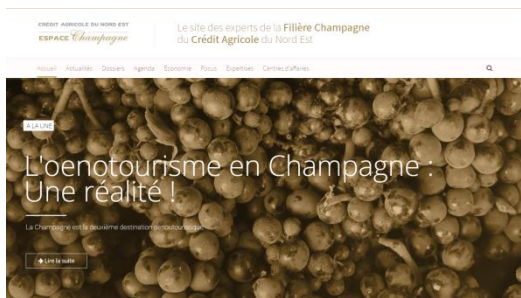 CRÉDIT AGRICOLE DU NORD EST
ESPACE Champagne
Le site des experts de la Filière Champagne
du Crédit Agricole du Nord Est
Accueil Actualités Dossiers Agenda Economie Focus Expertises Centres d'affaires
A LA UNE
L'oenotourisme en Champagne :
Une réalité !
La Champagne est la deuxième destination
Lire la suite